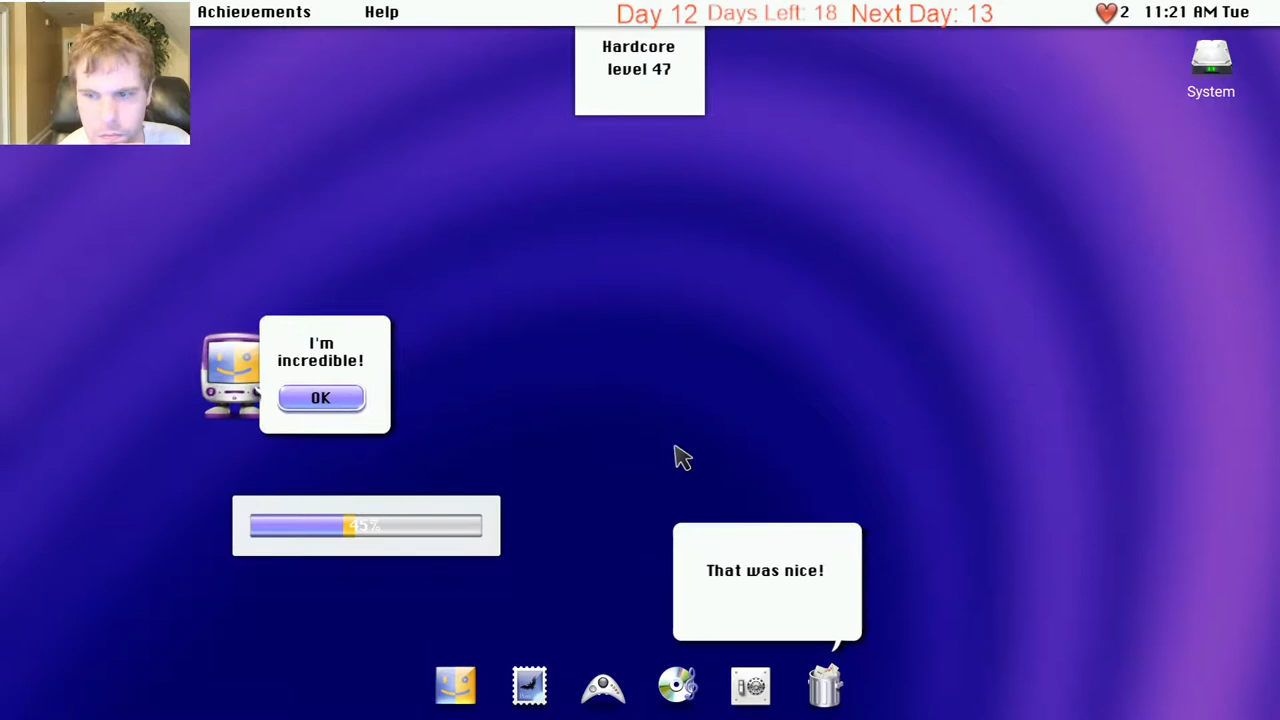 Achievements Help Day 12 Days Left: 18 Next Day: 13 2 11:21 AM Tue
Hardcore
level 47
System
I'm
incredible!
OK
45%
That was nice!